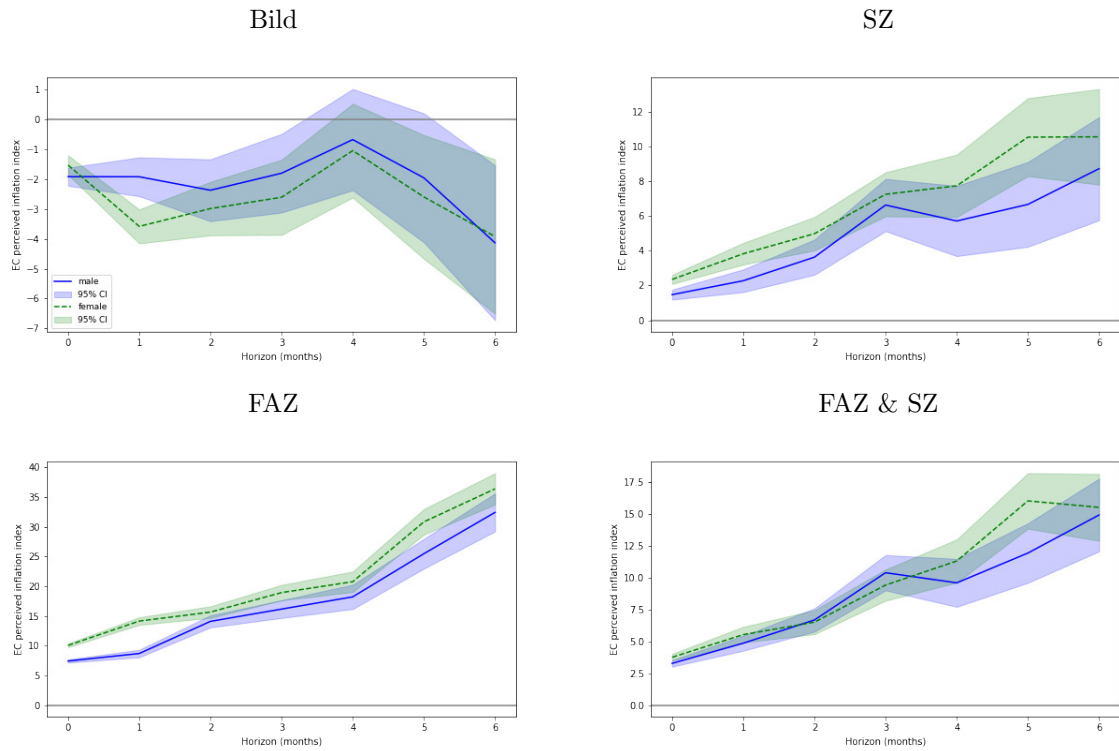 Bild
EC perceived inflation index
1
0
−1
−2
−3
−4
−5
−6
−7
male
95% CI
female
95% CI
0 1 2 3 4 5 6
Horizon (months)
SZ
EC perceived inflation index
12
10
8
6
4
2
0
0 1 2 3 4 5 6
Horizon (months)
FAZ
EC perceived inflation index
40
35
30
25
20
15
10
5
0
0 1 2 3 4 5 6
Horizon (months)
FAZ & SZ
EC perceived inflation index
17.5
15.0
12.5
10.0
7.5
5.0
2.5
0.0
0 1 2 3 4 5 6
Horizon (months)